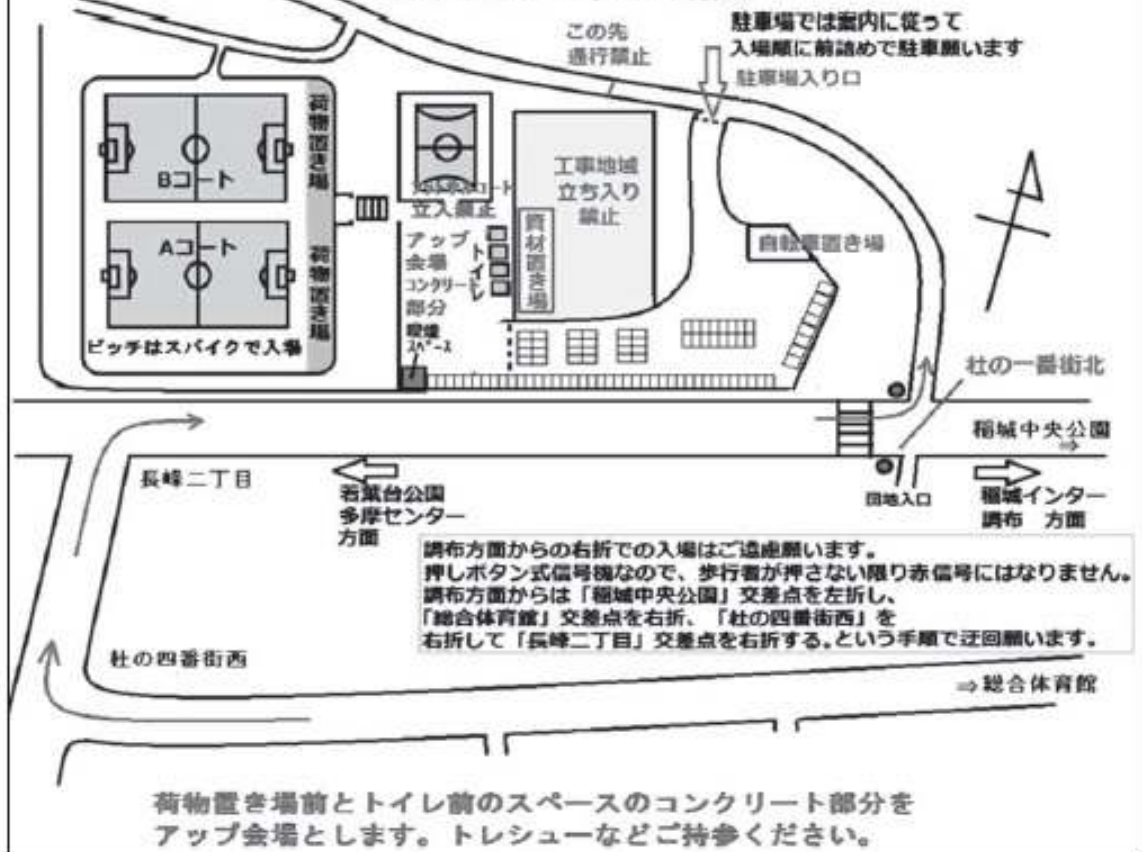 この先
通行禁止
駐車場では案内に従って
入場順に前詰めで駐車願います
駐車場入り口
荷物置き場
Bコート
Aコート
荷物置き場
ピッチはスパイクで入場
立入禁止
アップ
会場
コンクリート
部分
トイレ
喫煙
スペース
資材置き場
工事地域
立ち入り
禁止
自転車置き場
杜の一番街北
稲城中央公園
⇒
長峰二丁目
若葉台公園
多摩センター
方面
団地入口
稲城インター
調布 方面
調布方面からの右折での入場はご遠慮願います。
押しボタン式信号機なので、歩行者が押さない限り赤信号にはなりません。
調布方面からは「稲城中央公園」交差点を左折し、
「総合体育館」交差点を右折、「杜の四番街西」を
右折して「長峰二丁目」交差点を右折する。という手順で迂回願います。
杜の四番街西
⇒総合体育館
荷物置き場前とトイレ前のスペースのコンクリート部分を
アップ会場とします。トレシューなどご持参ください。